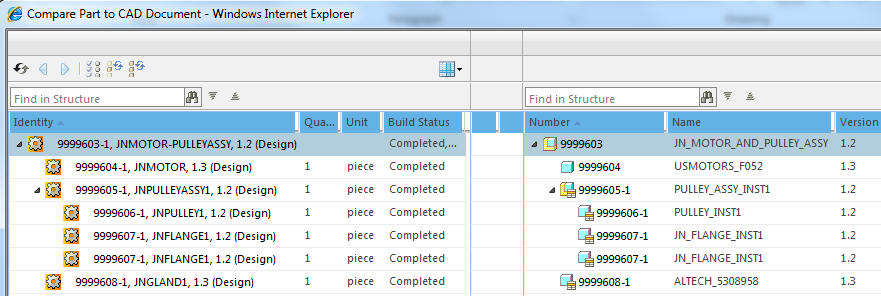 Compare Part to CAD Document - Windows Internet Explorer
Find in Structure
Find in Structure
Identity Qua... Unit Build Status Number Name Version
9999603-1, JNMOTOR-PULLEYASSY, 1.2 (Design) Completed,... 9999603 JN_MOTOR_AND_PULLEY_ASSY 1.2
9999604-1, JNMOTOR, 1.3 (Design) 1 piece Completed 9999604 USMOTORS_F052 1.3
9999605-1, JNPULLEYASSY1, 1.2 (Design) 1 piece Completed 9999605-1 PULLEY_ASSY_INST1 1.2
9999606-1, JNPULLEY1, 1.2 (Design) 1 piece Completed 9999606-1 PULLEY_INST1 1.2
9999607-1, JNFLANGE1, 1.2 (Design) 1 piece Completed 9999607-1 JN_FLANGE_INST1 1.2
9999607-1, JNFLANGE1, 1.2 (Design) 1 piece Completed 9999607-1 JN_FLANGE_INST1 1.2
9999608-1, JNGLAND1, 1.3 (Design) 1 piece Completed 9999608-1 ALTECH_5308958 1.3